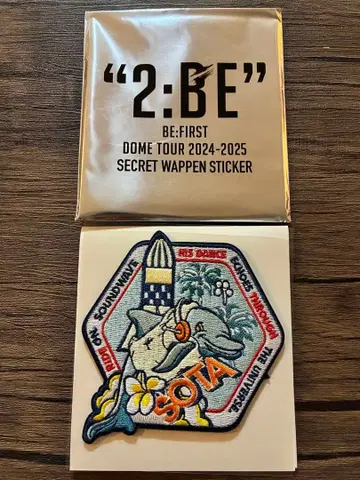 "2:BE"
BE:FIRST
DOME TOUR 2024-2025
SECRET WAPPEN STICKER
RIDE ON SOUNDWAVE
HIS DANCE ECHOES THROUGH THE UNIVERSE.
SOTA